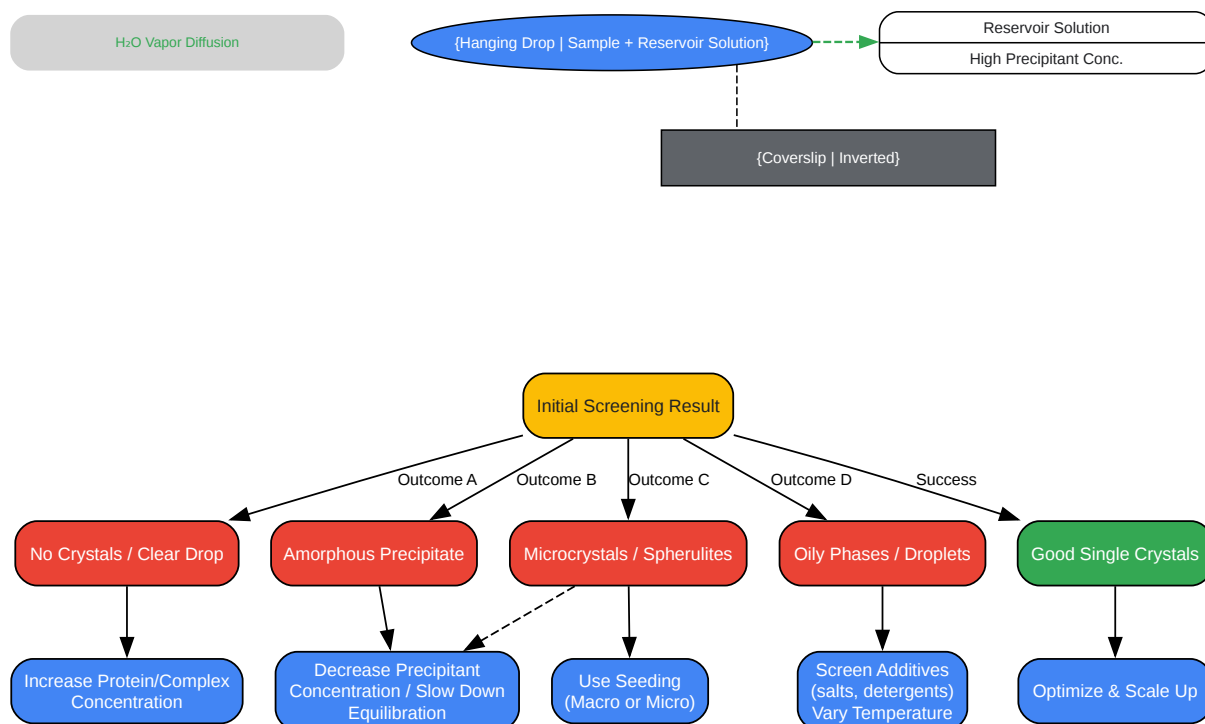 H₂O Vapor Diffusion
{Hanging Drop | Sample + Reservoir Solution}
Reservoir Solution
High Precipitant Conc.
{Coverslip | Inverted}
Initial Screening Result
Outcome A
Outcome B
Outcome C
Outcome D
Success
No Crystals / Clear Drop
Amorphous Precipitate
Microcrystals / Spherulites
Oily Phases / Droplets
Good Single Crystals
Increase Protein/Complex
Concentration
Decrease Precipitant
Concentration / Slow Down
Equilibration
Use Seeding
(Macro or Micro)
Screen Additives
(salts, detergents)
Vary Temperature
Optimize & Scale Up